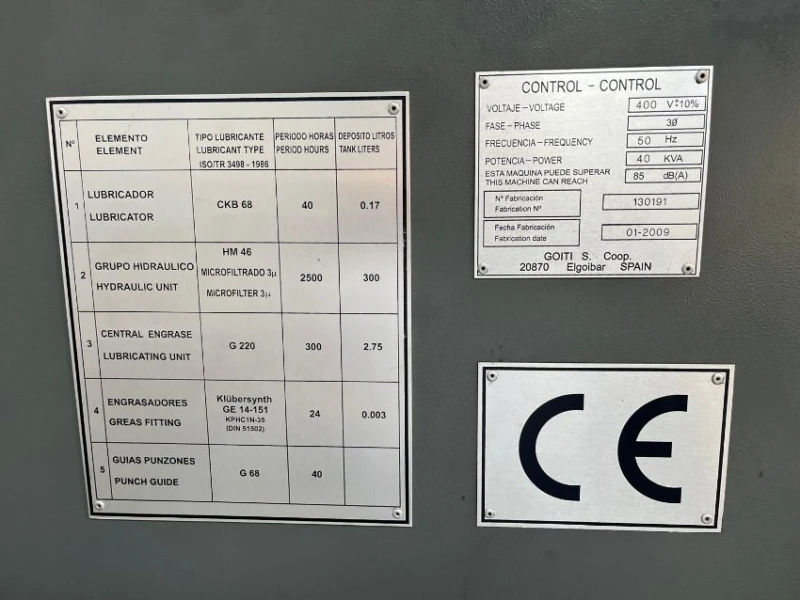 Nº
ELEMENTO
ELEMENT
TIPO LUBRICANTE
LUBRICANT TYPE
ISO/TR 3498 - 1986
PERIODO HORAS
PERIOD HOURS
DEPOSITO LITROS
TANK LITERS
1
LUBRICADOR
LUBRICATOR
CKB 68
40
0.17
2
GRUPO HIDRAULICO
HYDRAULIC UNIT
HM 46
MICROFILTRADO 3µ
MICROFILTER 3µ
2500
300
3
CENTRAL ENGRASE
LUBRICATING UNIT
G 220
300
2.75
4
ENGRASADORES
GREAS FITTING
Klübersynth
GE 14-151
KPHC1N-35
(DIN 51502)
24
0.003
5
GUIAS PUNZONES
PUNCH GUIDE
G 68
40
CONTROL - CONTROL
VOLTAJE-VOLTAGE 400 V±10%
FASE-PHASE 3Ø
FRECUENCIA-FREQUENCY 50 Hz
POTENCIA-POWER 40 KVA
ESTA MAQUINA PUEDE SUPERAR
THIS MACHINE CAN REACH 85 dB(A)
Nº Fabricación
Fabrication Nº 130191
Fecha Fabricación
Fabrication date 01-2009
GOITI S. Coop.
20870 Elgoibar SPAIN
CE